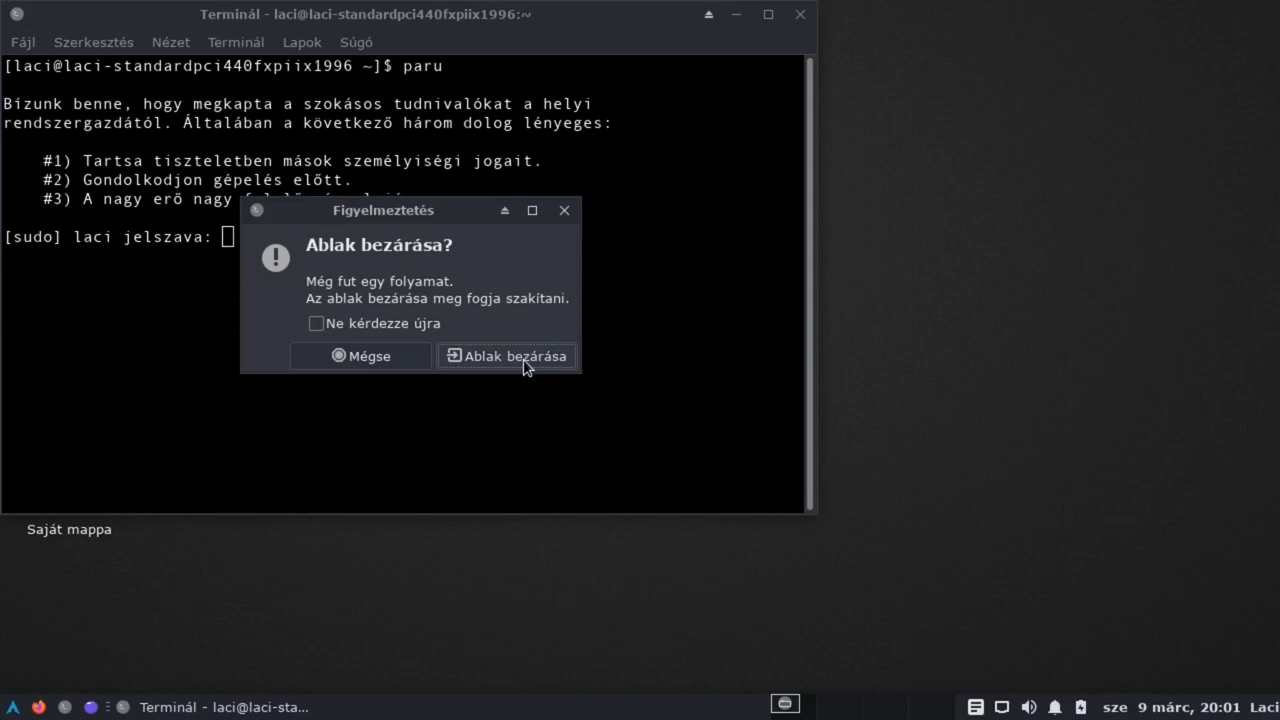 Terminál - laci@laci-standardpci440fxpiix1996:~
Fájl Szerkesztés Nézet Terminál Lapok Súgó
[laci@laci-standardpci440fxpiix1996 ~]$ paru
Bízunk benne, hogy megkapta a szokásos tudnivalókat a helyi
rendszergazdától. Általában a következő három dolog lényeges:
#1) Tartsa tiszteletben mások személyiségi jogait.
#2) Gondolkodjon gépelés előtt.
#3) A nagy erő nagy
[sudo] laci jelszava:
Figyelmeztetés
Ablak bezárása?
Még fut egy folyamat.
Az ablak bezárása meg fogja szakítani.
Ne kérdezze újra
Mégse
Ablak bezárása
Saját mappa
Terminál - laci@laci-sta...
sze 9 márc, 20:01 Laci